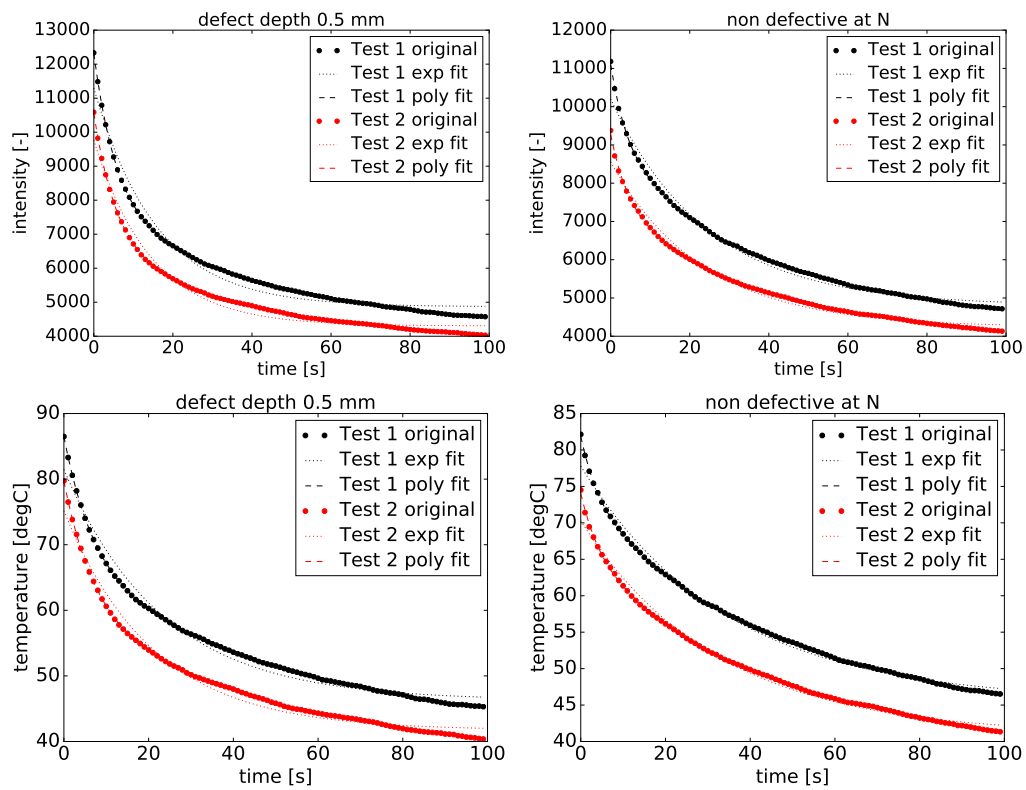 defect depth 0.5 mm
13000
12000
11000
10000
9000
8000
7000
6000
5000
4000
intensity [-]
Test 1 original
Test 1 exp fit
Test 1 poly fit
Test 2 original
Test 2 exp fit
Test 2 poly fit
0 20 40 60 80 100
time [s]
non defective at N
12000
11000
10000
9000
8000
7000
6000
5000
4000
intensity [-]
Test 1 original
Test 1 exp fit
Test 1 poly fit
Test 2 original
Test 2 exp fit
Test 2 poly fit
0 20 40 60 80 100
time [s]
defect depth 0.5 mm
90
80
70
60
50
40
temperature [degC]
Test 1 original
Test 1 exp fit
Test 1 poly fit
Test 2 original
Test 2 exp fit
Test 2 poly fit
0 20 40 60 80 100
time [s]
non defective at N
85
80
75
70
65
60
55
50
45
40
temperature [degC]
Test 1 original
Test 1 exp fit
Test 1 poly fit
Test 2 original
Test 2 exp fit
Test 2 poly fit
0 20 40 60 80 100
time [s]